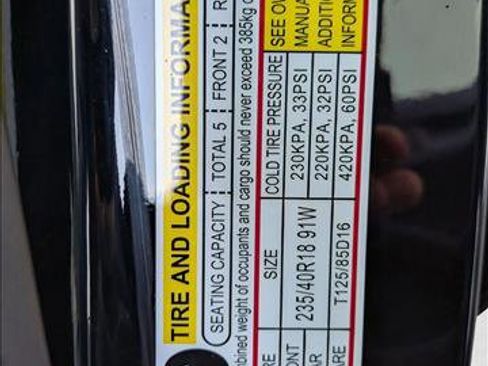 TIRE AND LOADING INFORMA
SEATING CAPACITY TOTAL 5 FRONT 2 R
mbined weight of occupants and cargo should never exceed 385kg o
RE SIZE COLD TIRE PRESSURE SEE OW
ONT 235/40R18 91W 230KPA, 33PSI MANUA
AR 220KPA, 32PSI ADDITI
ARE T125/85D16 420KPA, 60PSI INFORM